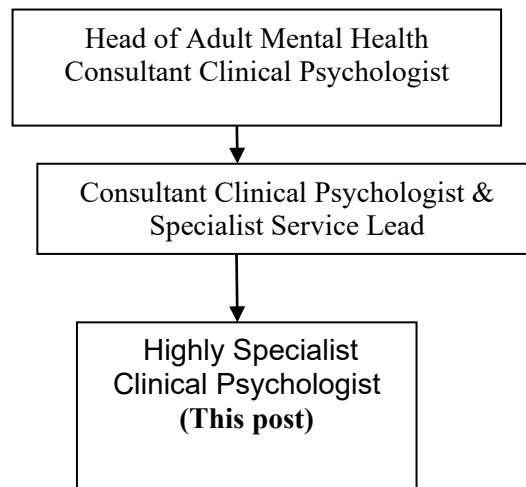 Head of Adult Mental Health
Consultant Clinical Psychologist
Consultant Clinical Psychologist &
Specialist Service Lead
Highly Specialist
Clinical Psychologist
(This post)